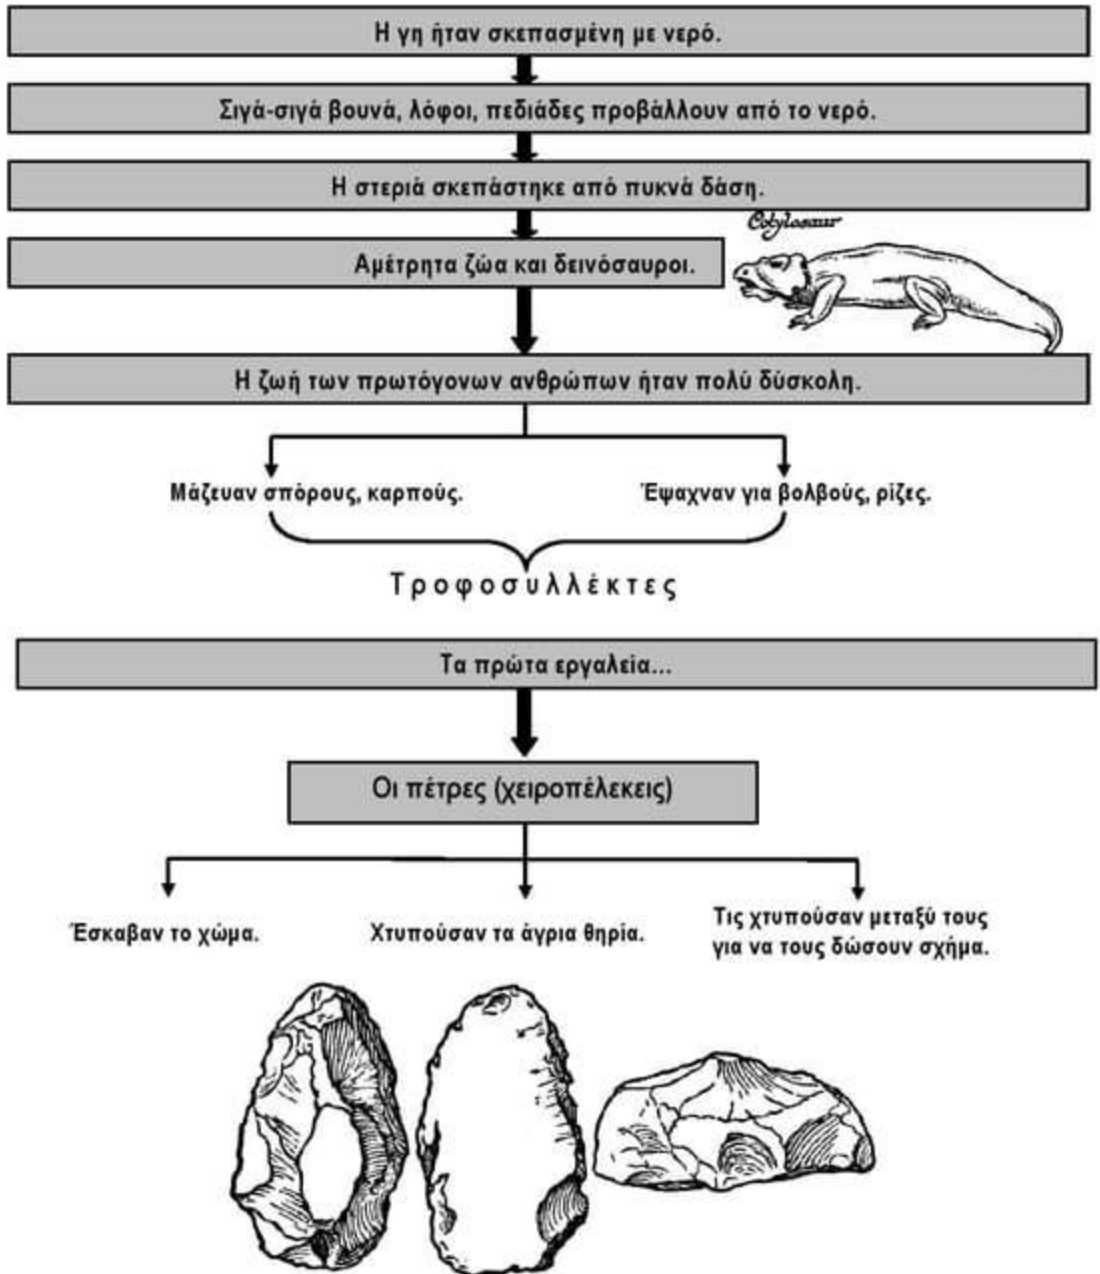 Η γη ήταν σκεπασμένη με νερό.
Σιγά-σιγά βουνά, λόφοι, πεδιάδες προβάλλουν από το νερό.
Η στεριά σκεπάστηκε από πυκνά δάση.
Cotylosaur
Αμέτρητα ζώα και δεινόσαυροι.
Η ζωή των πρωτόγονων ανθρώπων ήταν πολύ δύσκολη.
Μάζευαν σπόρους, καρπούς.
Έψαχναν για βολβούς, ρίζες.
Τροφοσυλλέκτες
Τα πρώτα εργαλεία...
Οι πέτρες (χειροπέλεκεις)
Έσκαβαν το χώμα.
Χτυπούσαν τα άγρια θηρία.
Τις χτυπούσαν μεταξύ τους
για να τους δώσουν σχήμα.